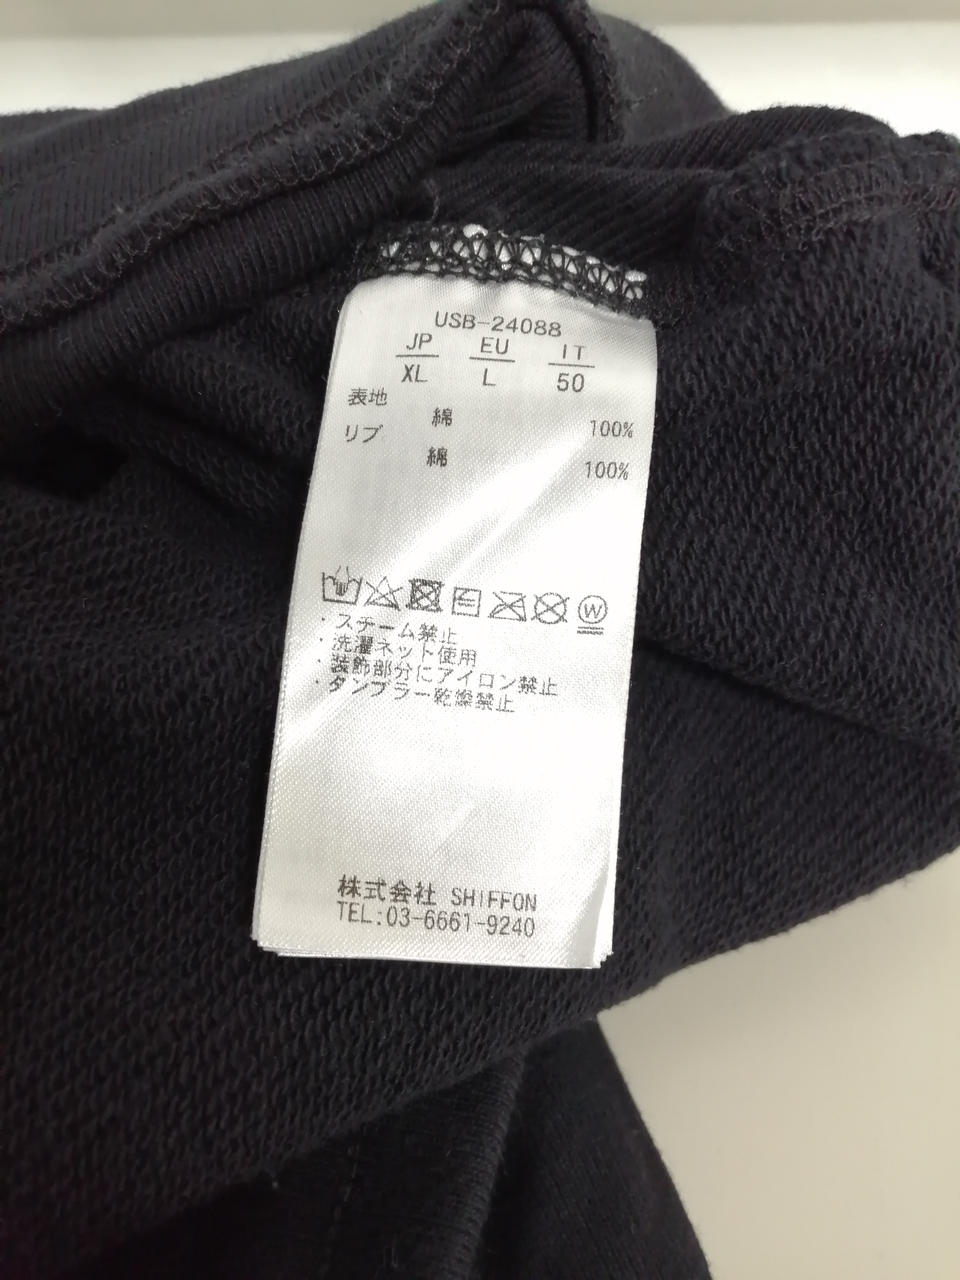 USB-24088
JP EU IT
XL L 50
表地
綿 100%
リブ
綿 100%
・スチーム禁止
・洗濯ネット使用
・装飾部分にアイロン禁止
・タンブラー乾燥禁止
株式会社 SHIFFON
TEL:03-6661-9240